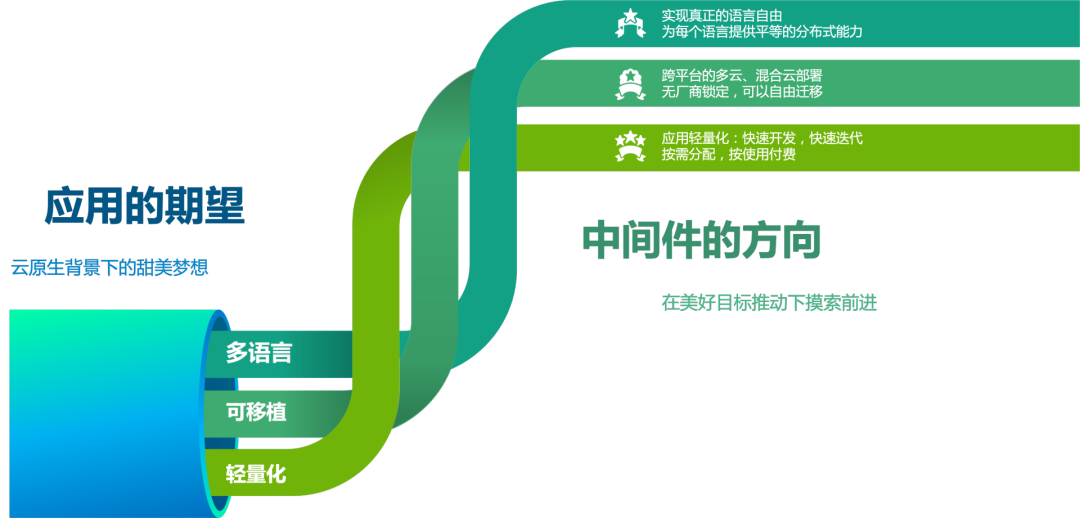 实现真正的语言自由
为每个语言提供平等的分布式能力
跨平台的多云、混合云部署
无厂商锁定，可以自由迁移
应用轻量化：快速开发，快速迭代
按需分配，按使用付费
应用的期望
云原生背景下的甜美梦想
中间件的方向
在美好目标推动下摸索前进
多语言
可移植
轻量化